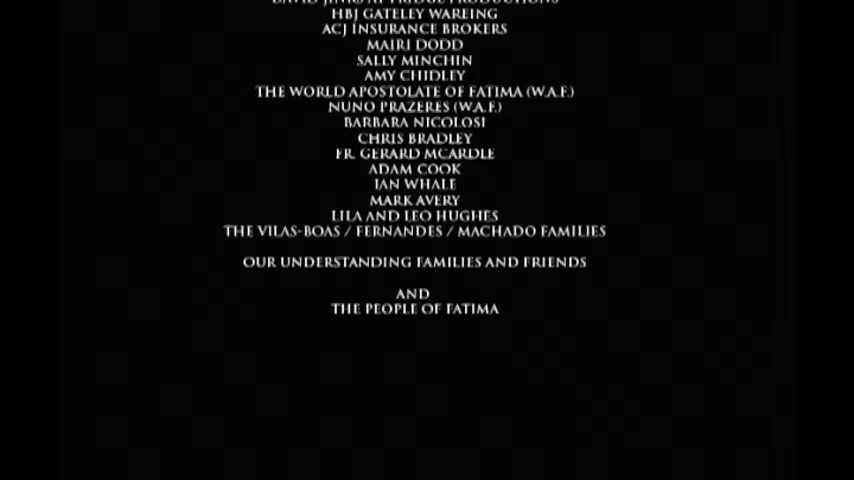 HBJ GATELEY WAREING
ACJ INSURANCE BROKERS
MAIRI DODD
SALLY MINCHIN
AMY CHIDLEY
THE WORLD APOSTOLATE OF FATIMA (W.A.F.)
NUNO PRAZERES (W.A.F.)
BARBARA NICOLOSI
CHRIS BRADLEY
FR. GERARD MCARDLE
ADAM COOK
IAN WHALE
MARK AVERY
LILA AND LEO HUGHES
THE VILAS-BOAS / FERNANDES / MACHADO FAMILIES
OUR UNDERSTANDING FAMILIES AND FRIENDS
AND
THE PEOPLE OF FATIMA